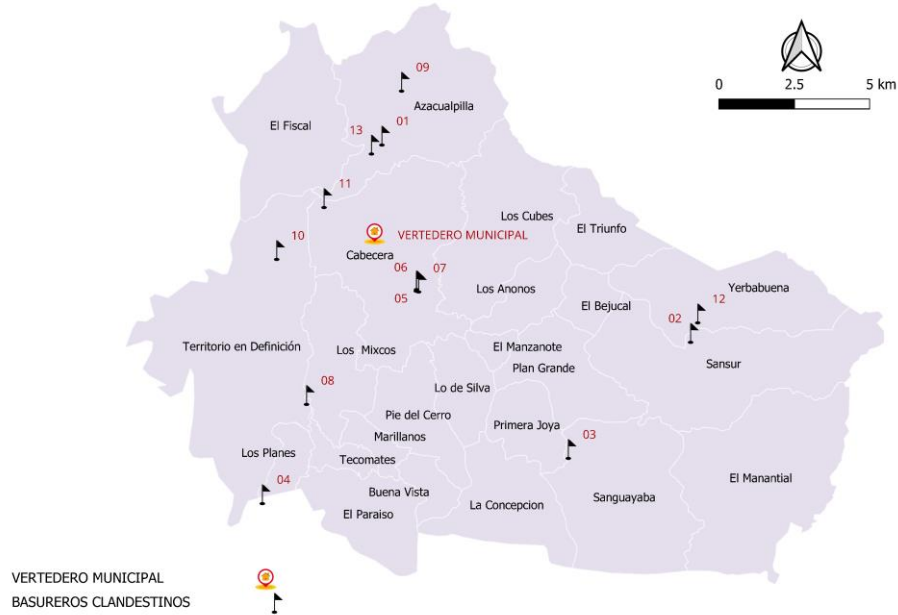 09
0 2.5 5 km
Azacualpilla
El Fiscal
13
01
11
Los Cubes
El Triunfo
10
VERTEDERO MUNICIPAL
Cabecera
06
07
Los Anonos
Yerbabuena
05
El Bejucal
12
02
Territorio en Definición
Los Mixcos
El Manzanote
Sansur
Plan Grande
08
Lo de Silva
Pie del Cerro
Primera Joya
Marillanos
03
Los Planes
Tecomates
04
El Manantial
Buena Vista
Sanguayaba
La Concepcion
El Paraiso
VERTEDERO MUNICIPAL
BASUREROS CLANDESTINOS